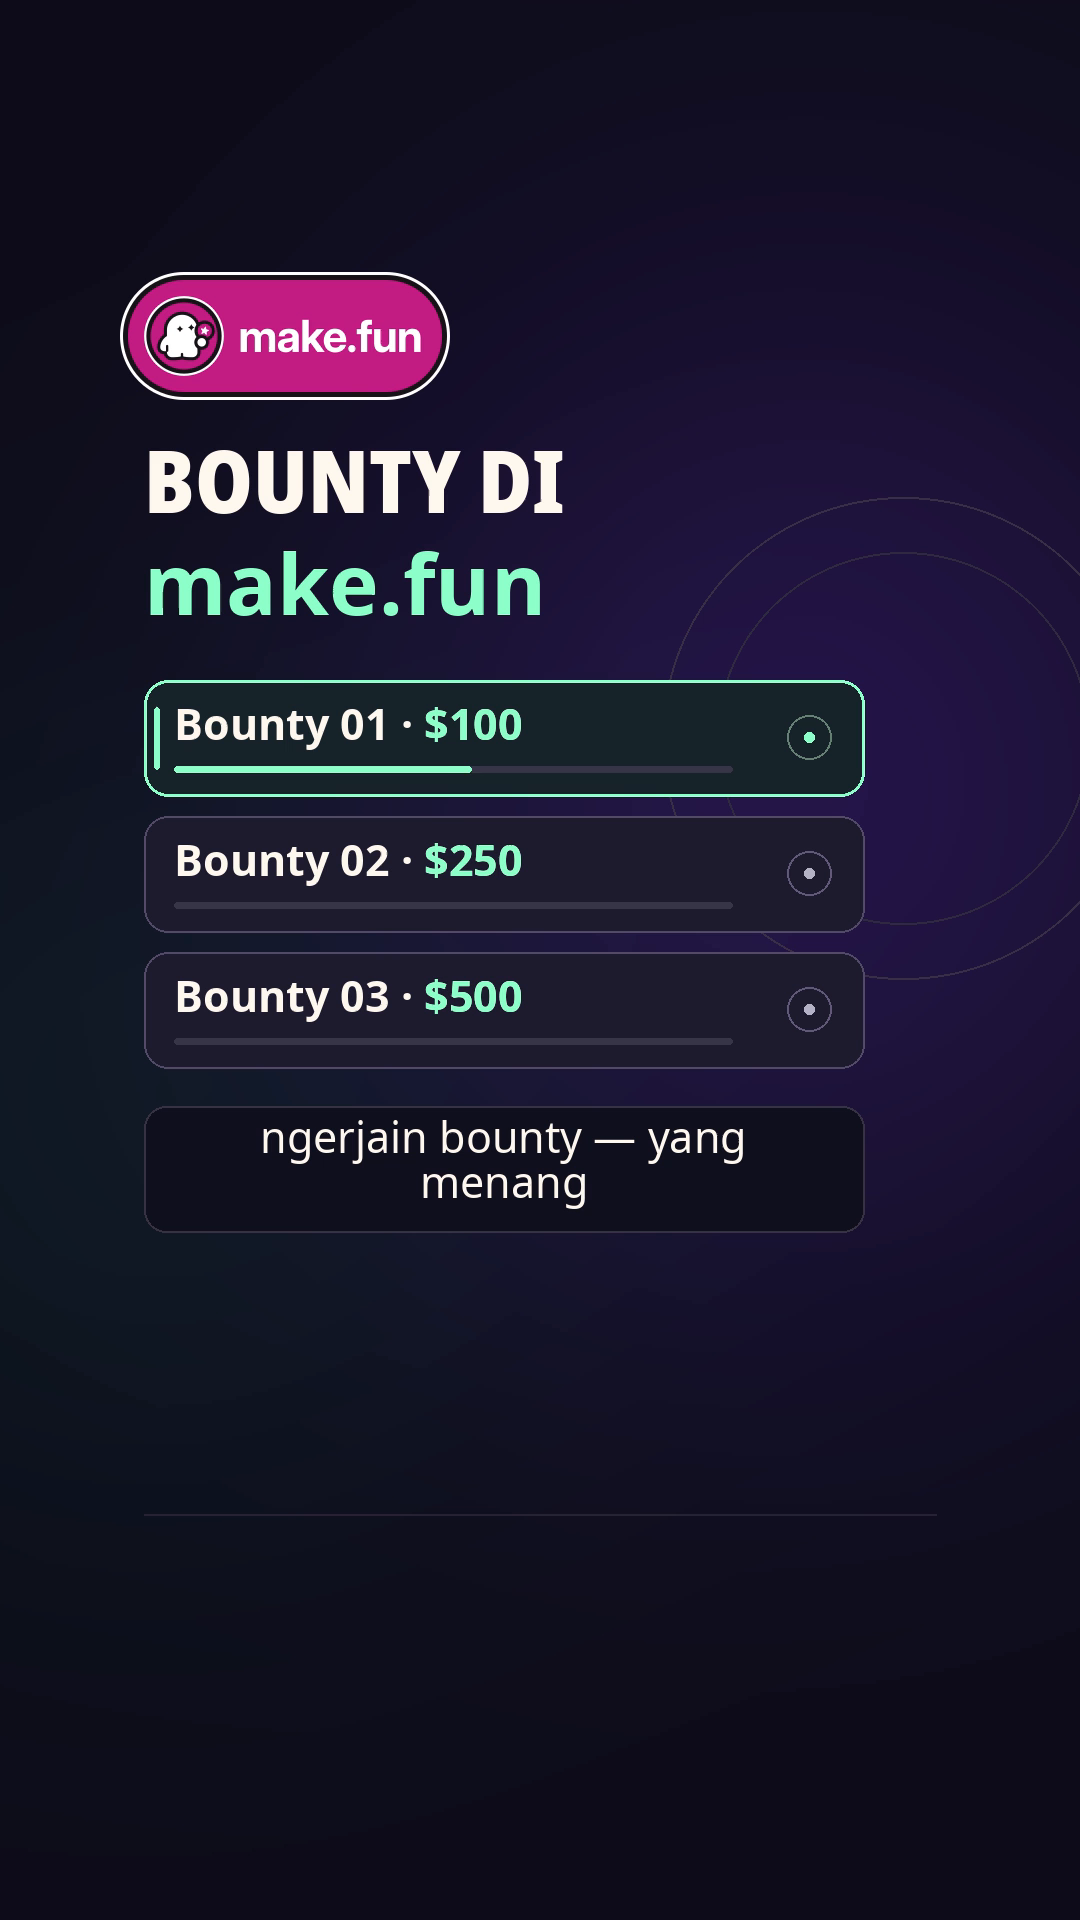 make.fun
BOUNTY DI
make.fun
Bounty 01 · $100
Bounty 02 · $250
Bounty 03 · $500
ngerjain bounty — yang
menang